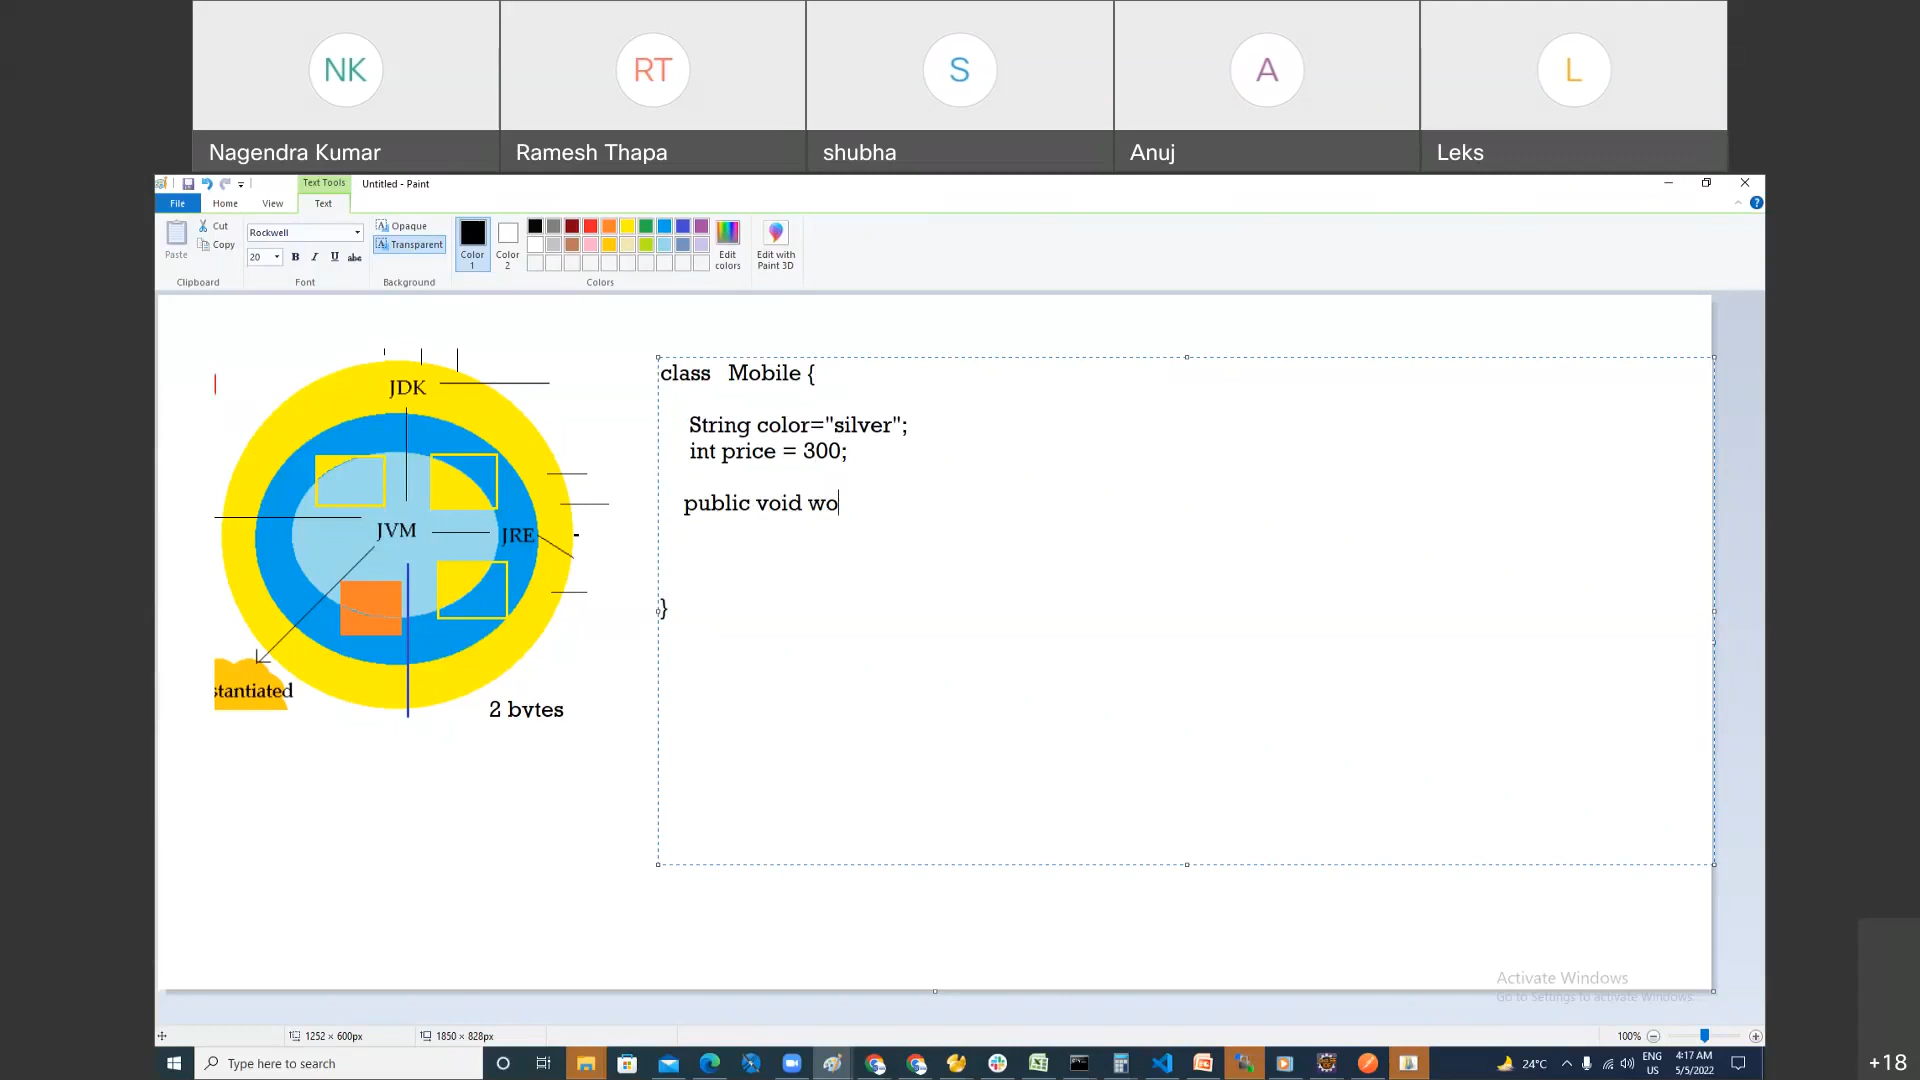 NK
RT
S
A
L
Nagendra Kumar
Ramesh Thapa
shubha
Anuj
Leks
Text Tools
Untitled - Paint
File
Home
View
Text
Paste
Cut
Copy
Clipboard
Rockwell
20
B I U abc
Font
Opaque
Transparent
Background
Color 1
Color 2
Edit colors
Edit with Paint 3D
Colors
JDK
JVM
JRE
stantiated
2 bytes
class Mobile {
String color="silver";
int price = 300;
public void wo
}
Activate Windows
Go to Settings to activate Windows.
1252 × 600px
1850 × 828px
100%
Type here to search
24°C
ENG
US
4:17 AM
5/5/2022
+18